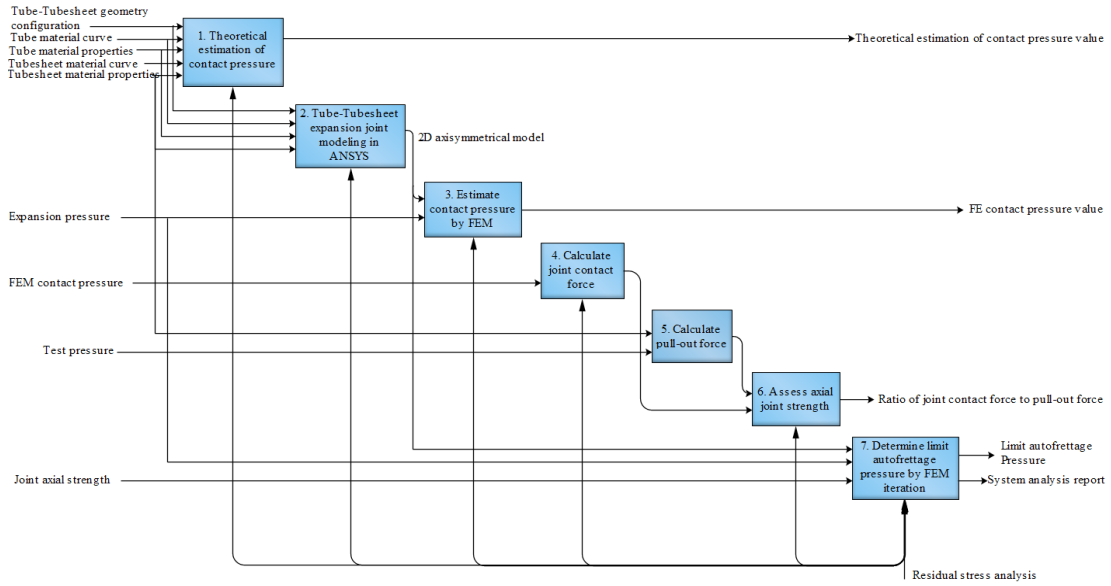 Tube-Tubesheet geometry
configuration
Tube material curve
Tube material properties
Tubesheet material curve
Tubesheet material properties
1. Theoretical
estimation of
contact pressure
Theoretical estimation of contact pressure value
2. Tube-Tubesheet
expansion joint
modeling in
ANSYS
2D axisymmetrical model
3. Estimate
contact pressure
by FEM
Expansion pressure
FE contact pressure value
4. Calculate
joint contact
force
FEM contact pressure
5. Calculate
pull-out force
Test pressure
6. Assess axial
joint strength
Ratio of joint contact force to pull-out force
7. Determine limit
autofrettage
pressure by FEM
iteration
Limit autofrettage
Pressure
System analysis report
Joint axial strength
Residual stress analysis